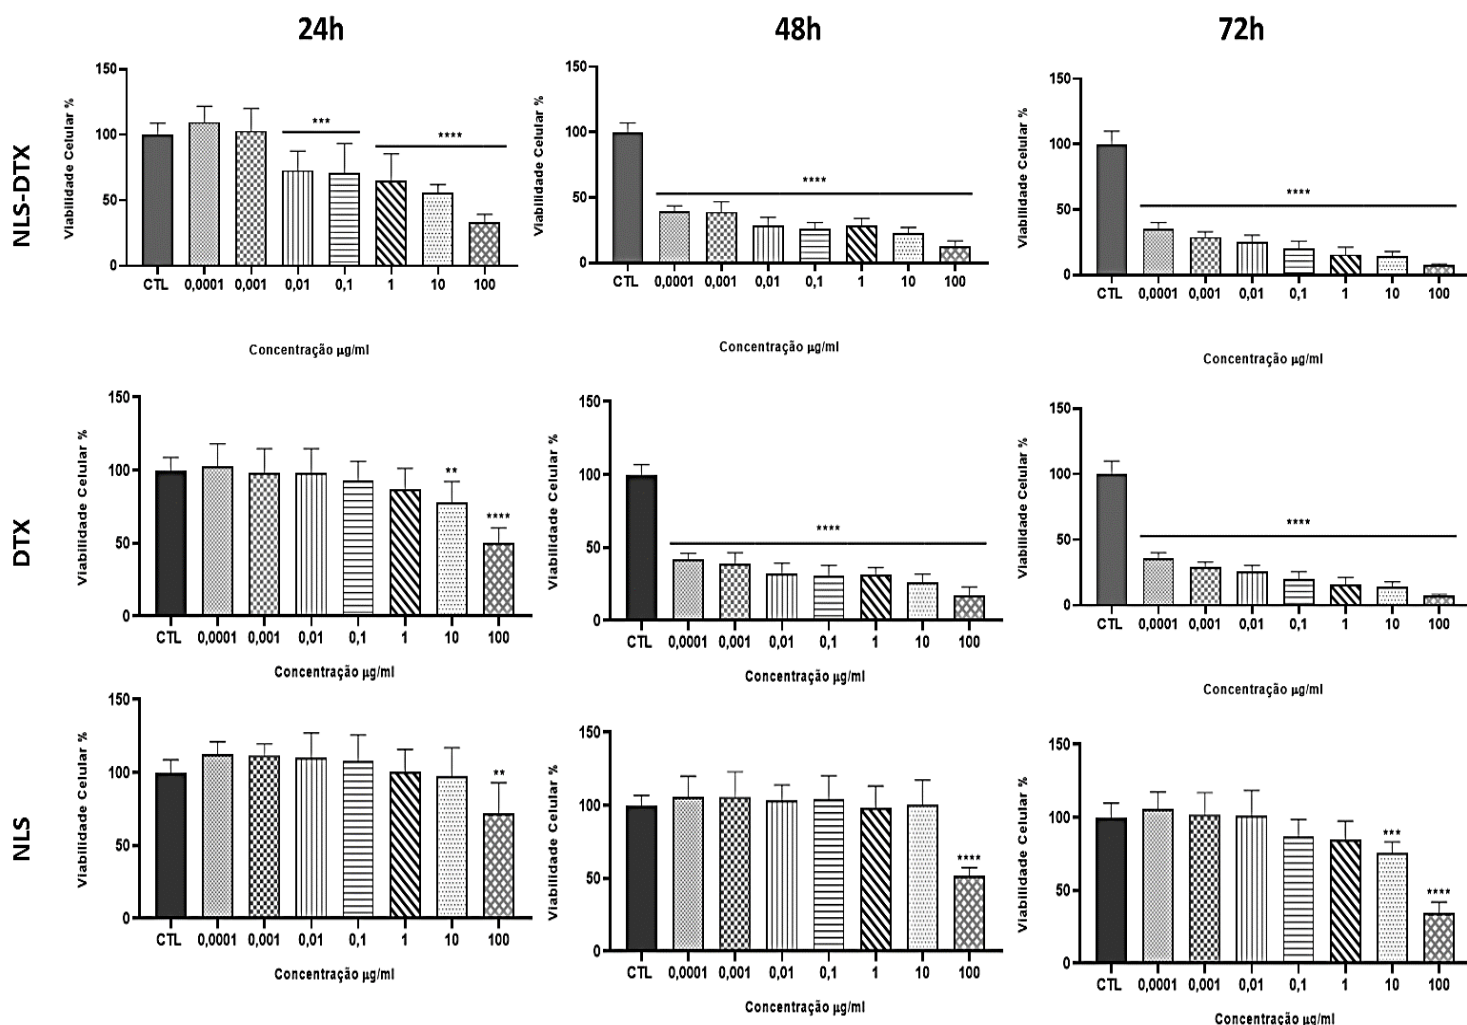 24h
48h
72h
NLS-DTX
Viabilidade Celular %
150
100
50
0
***
****
CTL 0,0001 0,001 0,01 0,1 1 10 100
Concentração µg/ml
Viabilidade Celular %
150
100
50
0
****
CTL 0,0001 0,001 0,01 0,1 1 10 100
Concentração µg/ml
Viabilidade Celular %
150
100
50
0
****
CTL 0,0001 0,001 0,01 0,1 1 10 100
Concentração µg/ml
DTX
Viabilidade Celular %
150
100
50
0
**
****
CTL 0,0001 0,001 0,01 0,1 1 10 100
Concentração µg/ml
Viabilidade Celular %
150
100
50
0
****
CTL 0,0001 0,001 0,01 0,1 1 10 100
Concentração µg/ml
Viabilidade Celular %
150
100
50
0
****
CTL 0,0001 0,001 0,01 0,1 1 10 100
Concentração µg/ml
NLS
Viabilidade Celular %
150
100
50
0
**
CTL 0,0001 0,001 0,01 0,1 1 10 100
Concentração µg/ml
Viabilidade Celular %
150
100
50
0
****
CTL 0,0001 0,001 0,01 0,1 1 10 100
Concentração µg/ml
Viabilidade Celular %
150
100
50
0
***
****
CTL 0,0001 0,001 0,01 0,1 1 10 100
Concentração µg/ml